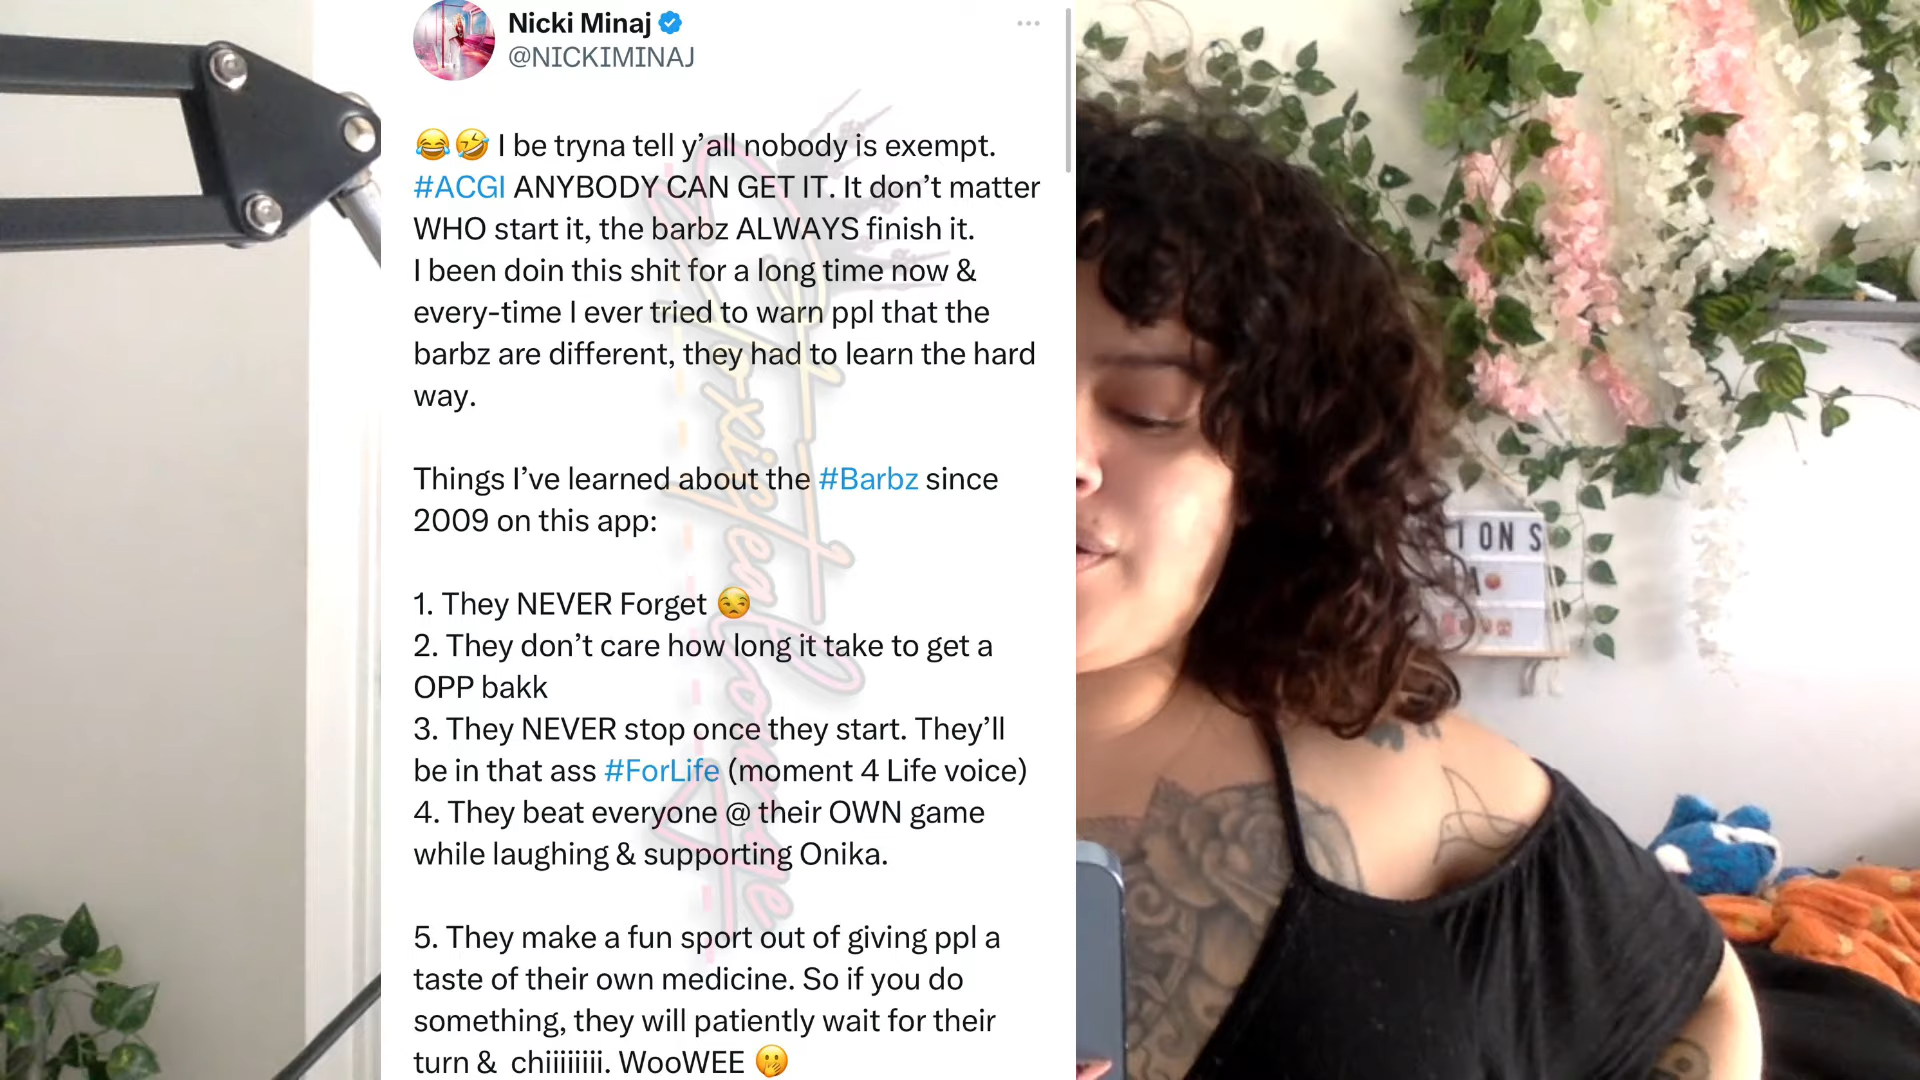 Nicki Minaj
@NICKIMINAJ
😂🤣 I be tryna tell y'all nobody is exempt.
#ACGI ANYBODY CAN GET IT. It don't matter
WHO start it, the barbz ALWAYS finish it.
I been doin this shit for a long time now &
every-time I ever tried to warn ppl that the
barbz are different, they had to learn the hard
way.
Things I've learned about the #Barbz since
2009 on this app:
1. They NEVER Forget 😒
2. They don't care how long it take to get a
OPP bakk
3. They NEVER stop once they start. They'll
be in that ass #ForLife (moment 4 Life voice)
4. They beat everyone @ their OWN game
while laughing & supporting Onika.
5. They make a fun sport out of giving ppl a
taste of their own medicine. So if you do
something, they will patiently wait for their
turn & chiiiiiiii. WooWEE 🤭
ION S
A